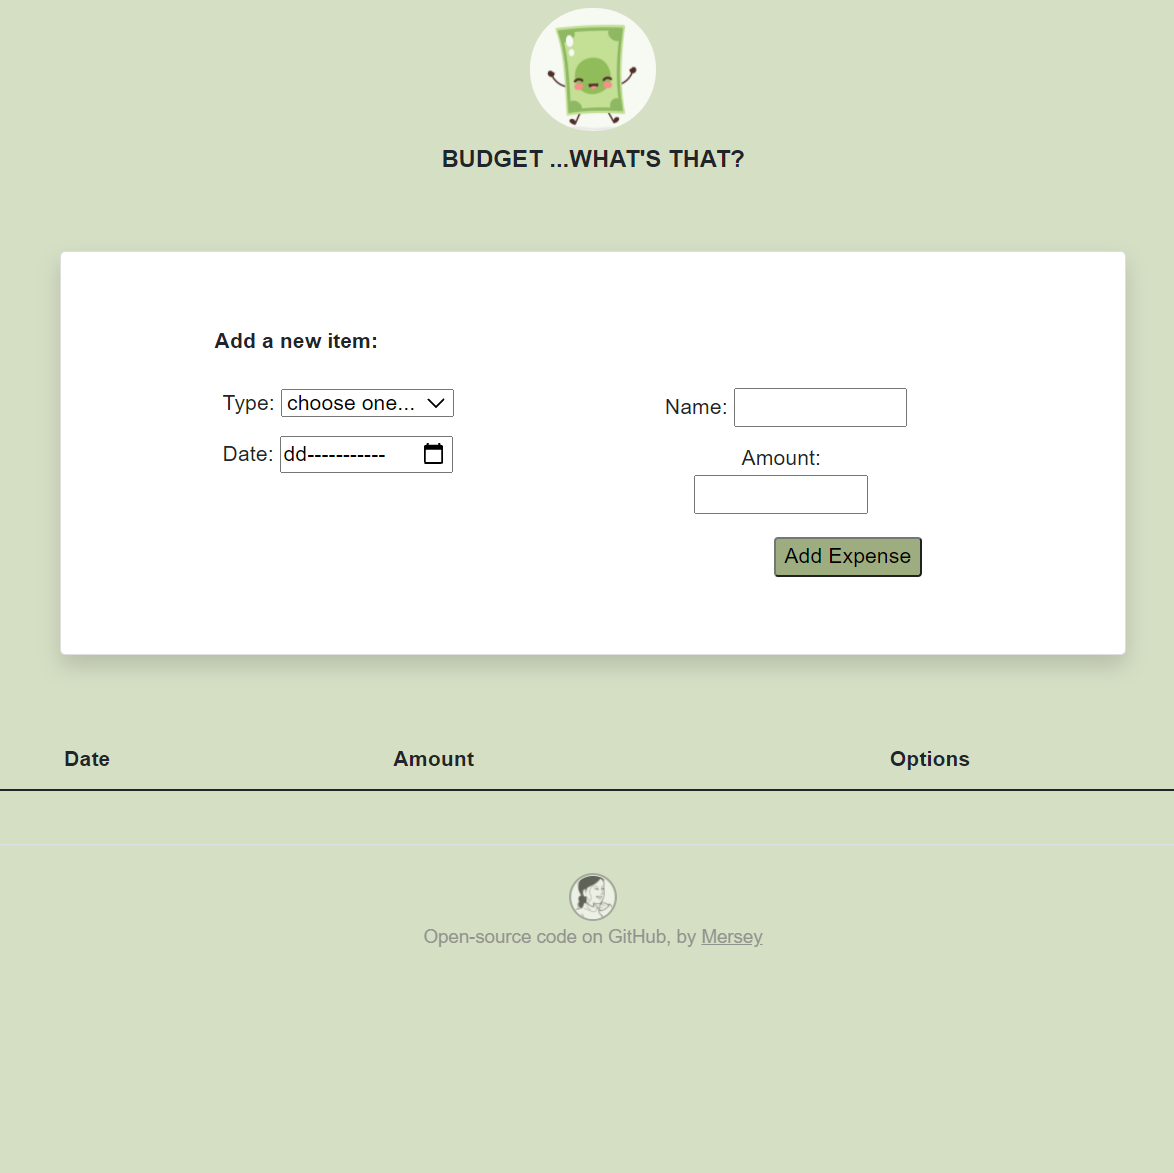 BUDGET ...WHAT'S THAT?
Add a new item:
Type: choose one...
Date: dd-----------
Name:
Amount:
Add Expense
Date Amount Options
Open-source code on GitHub, by Mersey